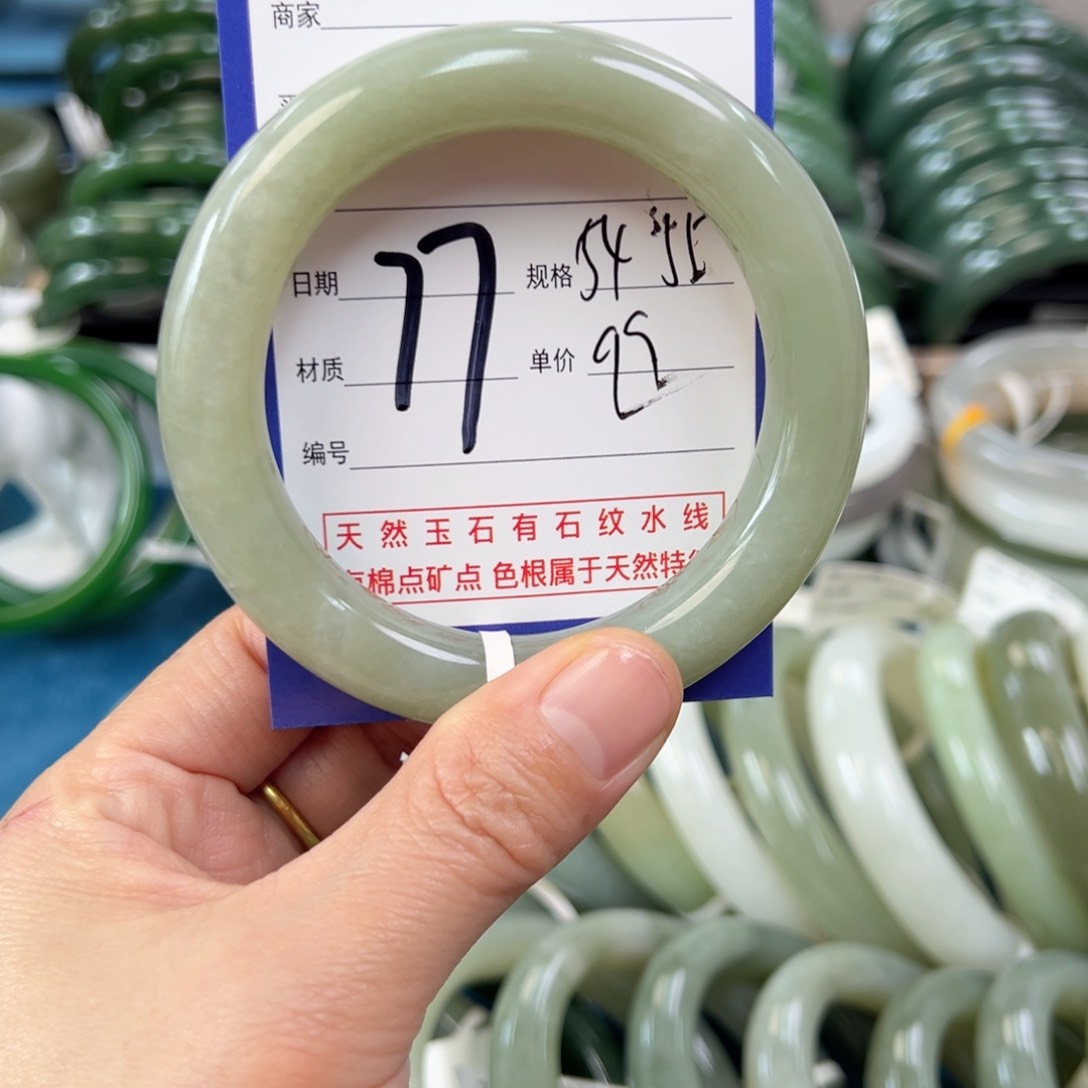 商家
日期 77 规格 54
材质 单价
编号
天然玉石有石纹水线
棉点矿点 色根属于天然特